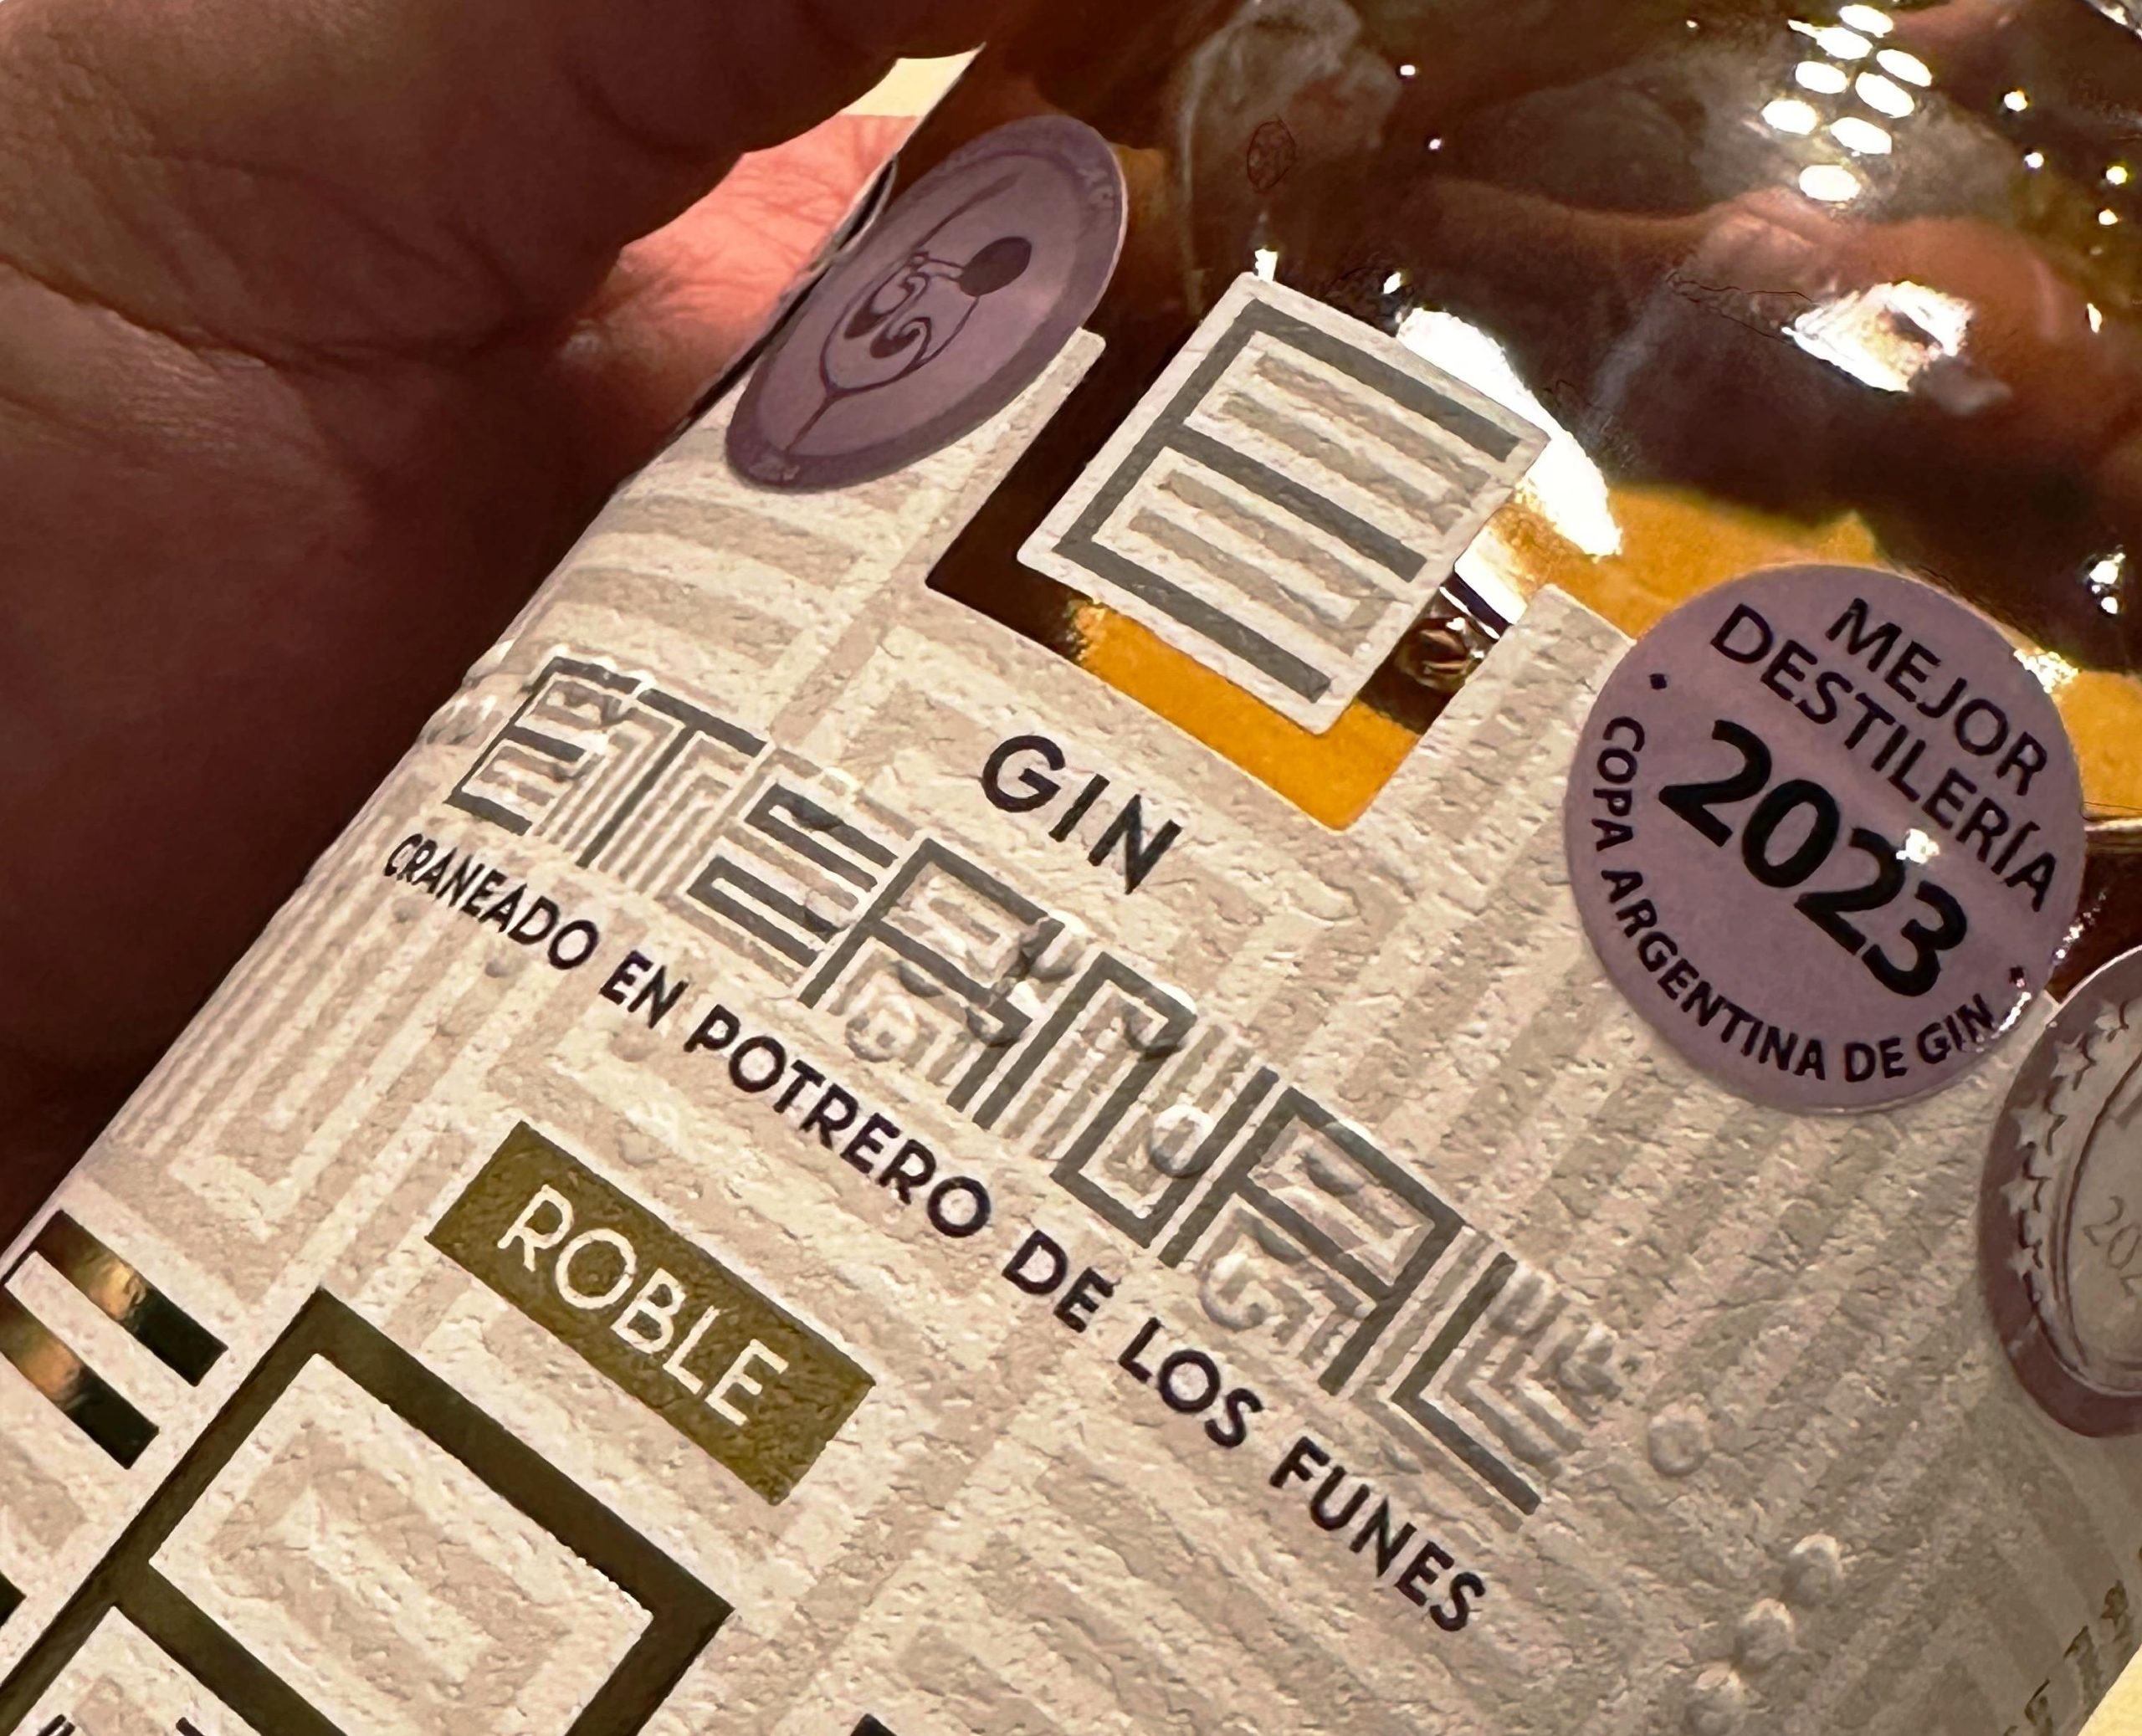 E
GIN
ETERNAL
CRANEADO EN POTRERO DE LOS FUNES
ROBLE
MEJOR
DESTILERÍA
2023
COPA ARGENTINA DE GIN